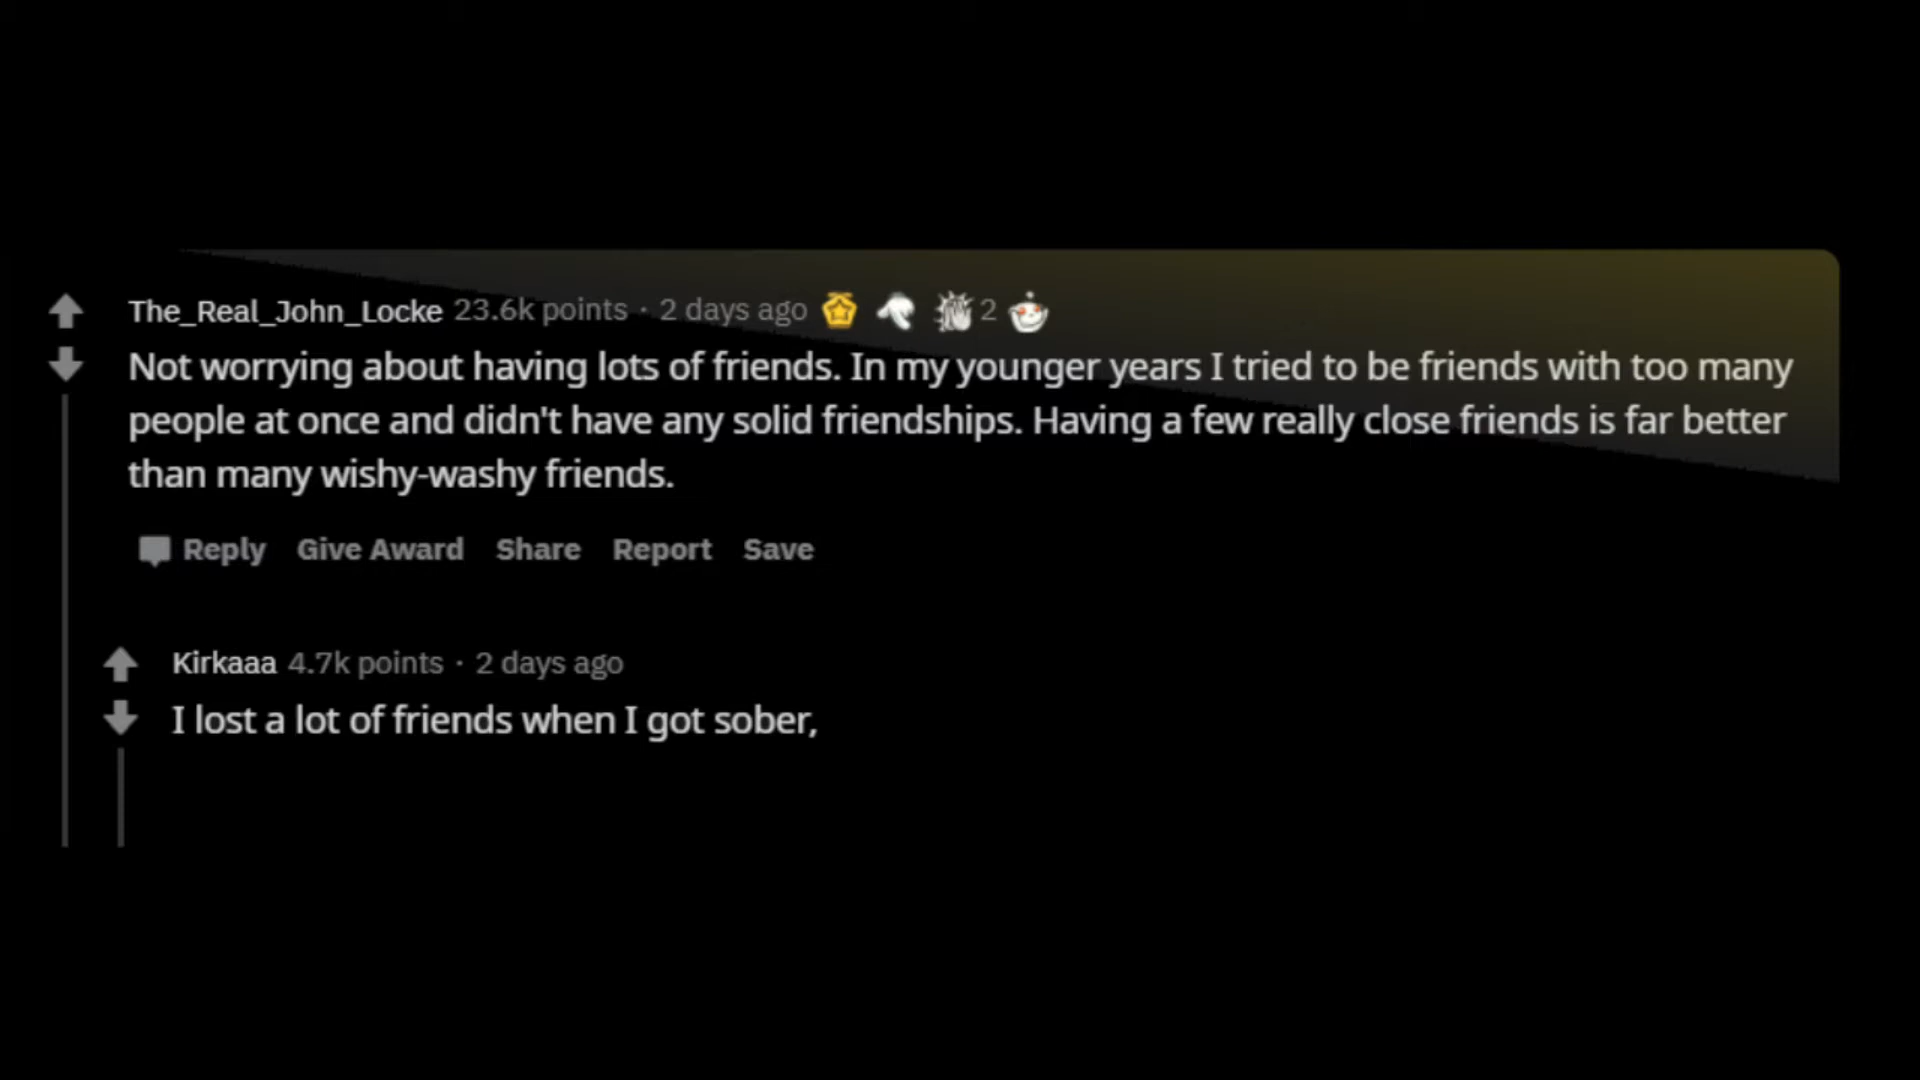 The_Real_John_Locke 23.6k points · 2 days ago 2
Not worrying about having lots of friends. In my younger years I tried to be friends with too many
people at once and didn't have any solid friendships. Having a few really close friends is far better
than many wishy-washy friends.
Reply Give Award Share Report Save
Kirkaaa 4.7k points · 2 days ago
I lost a lot of friends when I got sober,